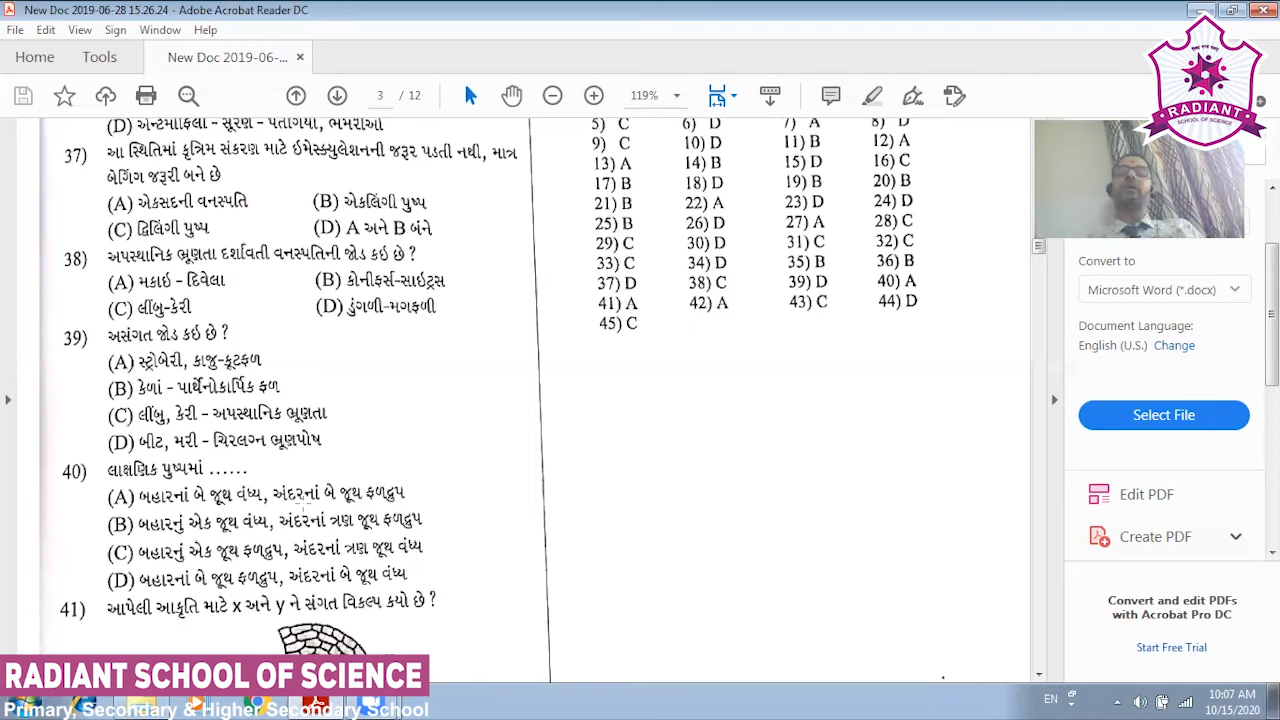 New Doc 2019-06-28 15.26.24 - Adobe Acrobat Reader DC
File Edit View Sign Window Help
Home Tools New Doc 2019-06-... ×
3 / 12 119%
(D) એન્ટમોફિલી - સૂરણ - પતંગિયા, ભમરાઓ
37) આ સ્થિતિમાં કૃત્રિમ સંકરણ માટે ઇમેસ્ક્યુલેશનની જરૂર પડતી નથી, માત્ર
બેગિંગ જરૂરી બને છે
(A) એકસદની વનસ્પતિ (B) એકલિંગી પુષ્પ
(C) દ્વિલિંગી પુષ્પ (D) A અને B બંને
38) અપસ્થાનિક ભ્રૂણતા દર્શાવતી વનસ્પતિની જોડ કઇ છે ?
(A) મકાઇ - દિવેલા (B) કોનીફર્સ-સાઇટ્રસ
(C) લીંબુ-કેરી (D) ડુંગળી-મગફળી
39) અસંગત જોડ કઇ છે ?
(A) સ્ટ્રોબેરી, કાજુ-કૂટફળ
(B) કેળાં - પાર્થેનોકાર્પિક ફળ
(C) લીંબુ, કેરી - અપસ્થાનિક ભ્રૂણતા
(D) બીટ, મરી - ચિરલગ્ન ભ્રૂણપોષ
40) લાક્ષણિક પુષ્પમાં ......
(A) બહારનાં બે જૂથ વંધ્ય, અંદરનાં બે જૂથ ફળદ્રુપ
(B) બહારનું એક જૂથ વંધ્ય, અંદરનાં ત્રણ જૂથ ફળદ્રુપ
(C) બહારનું એક જૂથ ફળદ્રુપ, અંદરનાં ત્રણ જૂથ વંધ્ય
(D) બહારનાં બે જૂથ ફળદ્રુપ, અંદરનાં બે જૂથ વંધ્ય
41) આપેલી આકૃતિ માટે x અને y ને સંગત વિકલ્પ કયો છે ?
5) C 6) D 7) A 8) D
9) C 10) D 11) B 12) A
13) A 14) B 15) D 16) C
17) B 18) D 19) B 20) B
21) B 22) A 23) D 24) D
25) B 26) D 27) A 28) C
29) C 30) D 31) C 32) C
33) C 34) D 35) B 36) B
37) D 38) C 39) D 40) A
41) A 42) A 43) C 44) D
45) C
RADIANT
SCHOOL OF SCIENCE
Convert to
Microsoft Word (*.docx)
Document Language:
English (U.S.) Change
Select File
Edit PDF
Create PDF
Convert and edit PDFs
with Acrobat Pro DC
Start Free Trial
RADIANT SCHOOL OF SCIENCE
Primary, Secondary & Higher Secondary School
EN
10:07 AM
10/15/2020